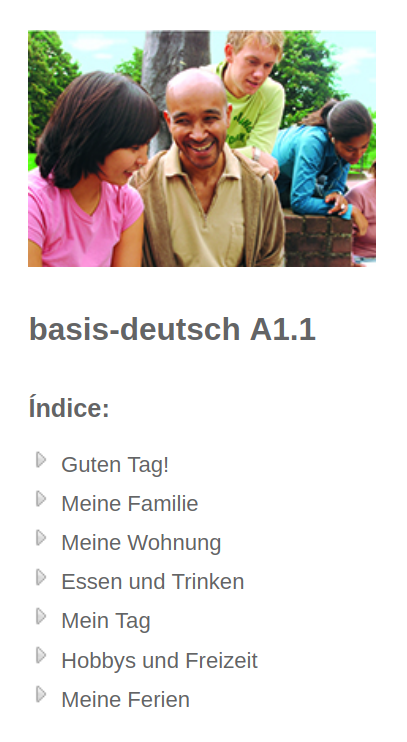 basis-deutsch A1.1
Índice:
Guten Tag!
Meine Familie
Meine Wohnung
Essen und Trinken
Mein Tag
Hobbys und Freizeit
Meine Ferien